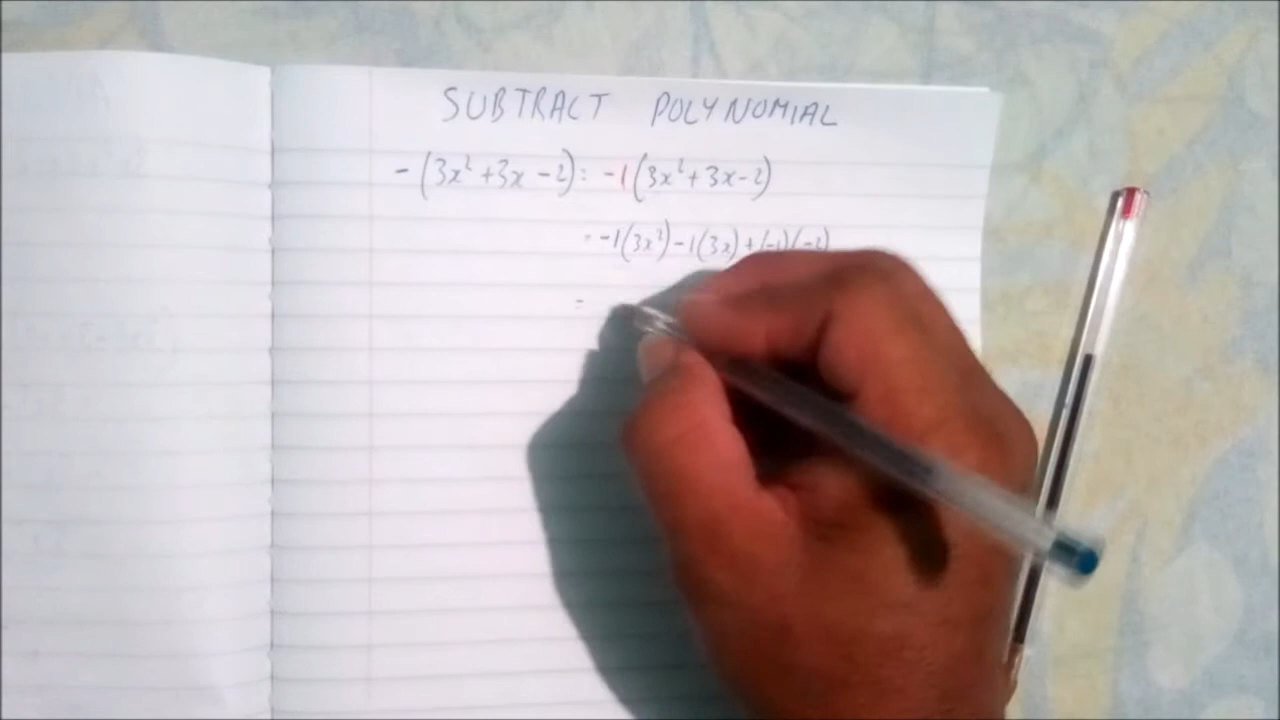 SUBTRACT POLYNOMIAL
-(3x²+3x-2)= -1(3x²+3x-2)
= -1(3x²)-1(3x)+(-1)(-2)
=